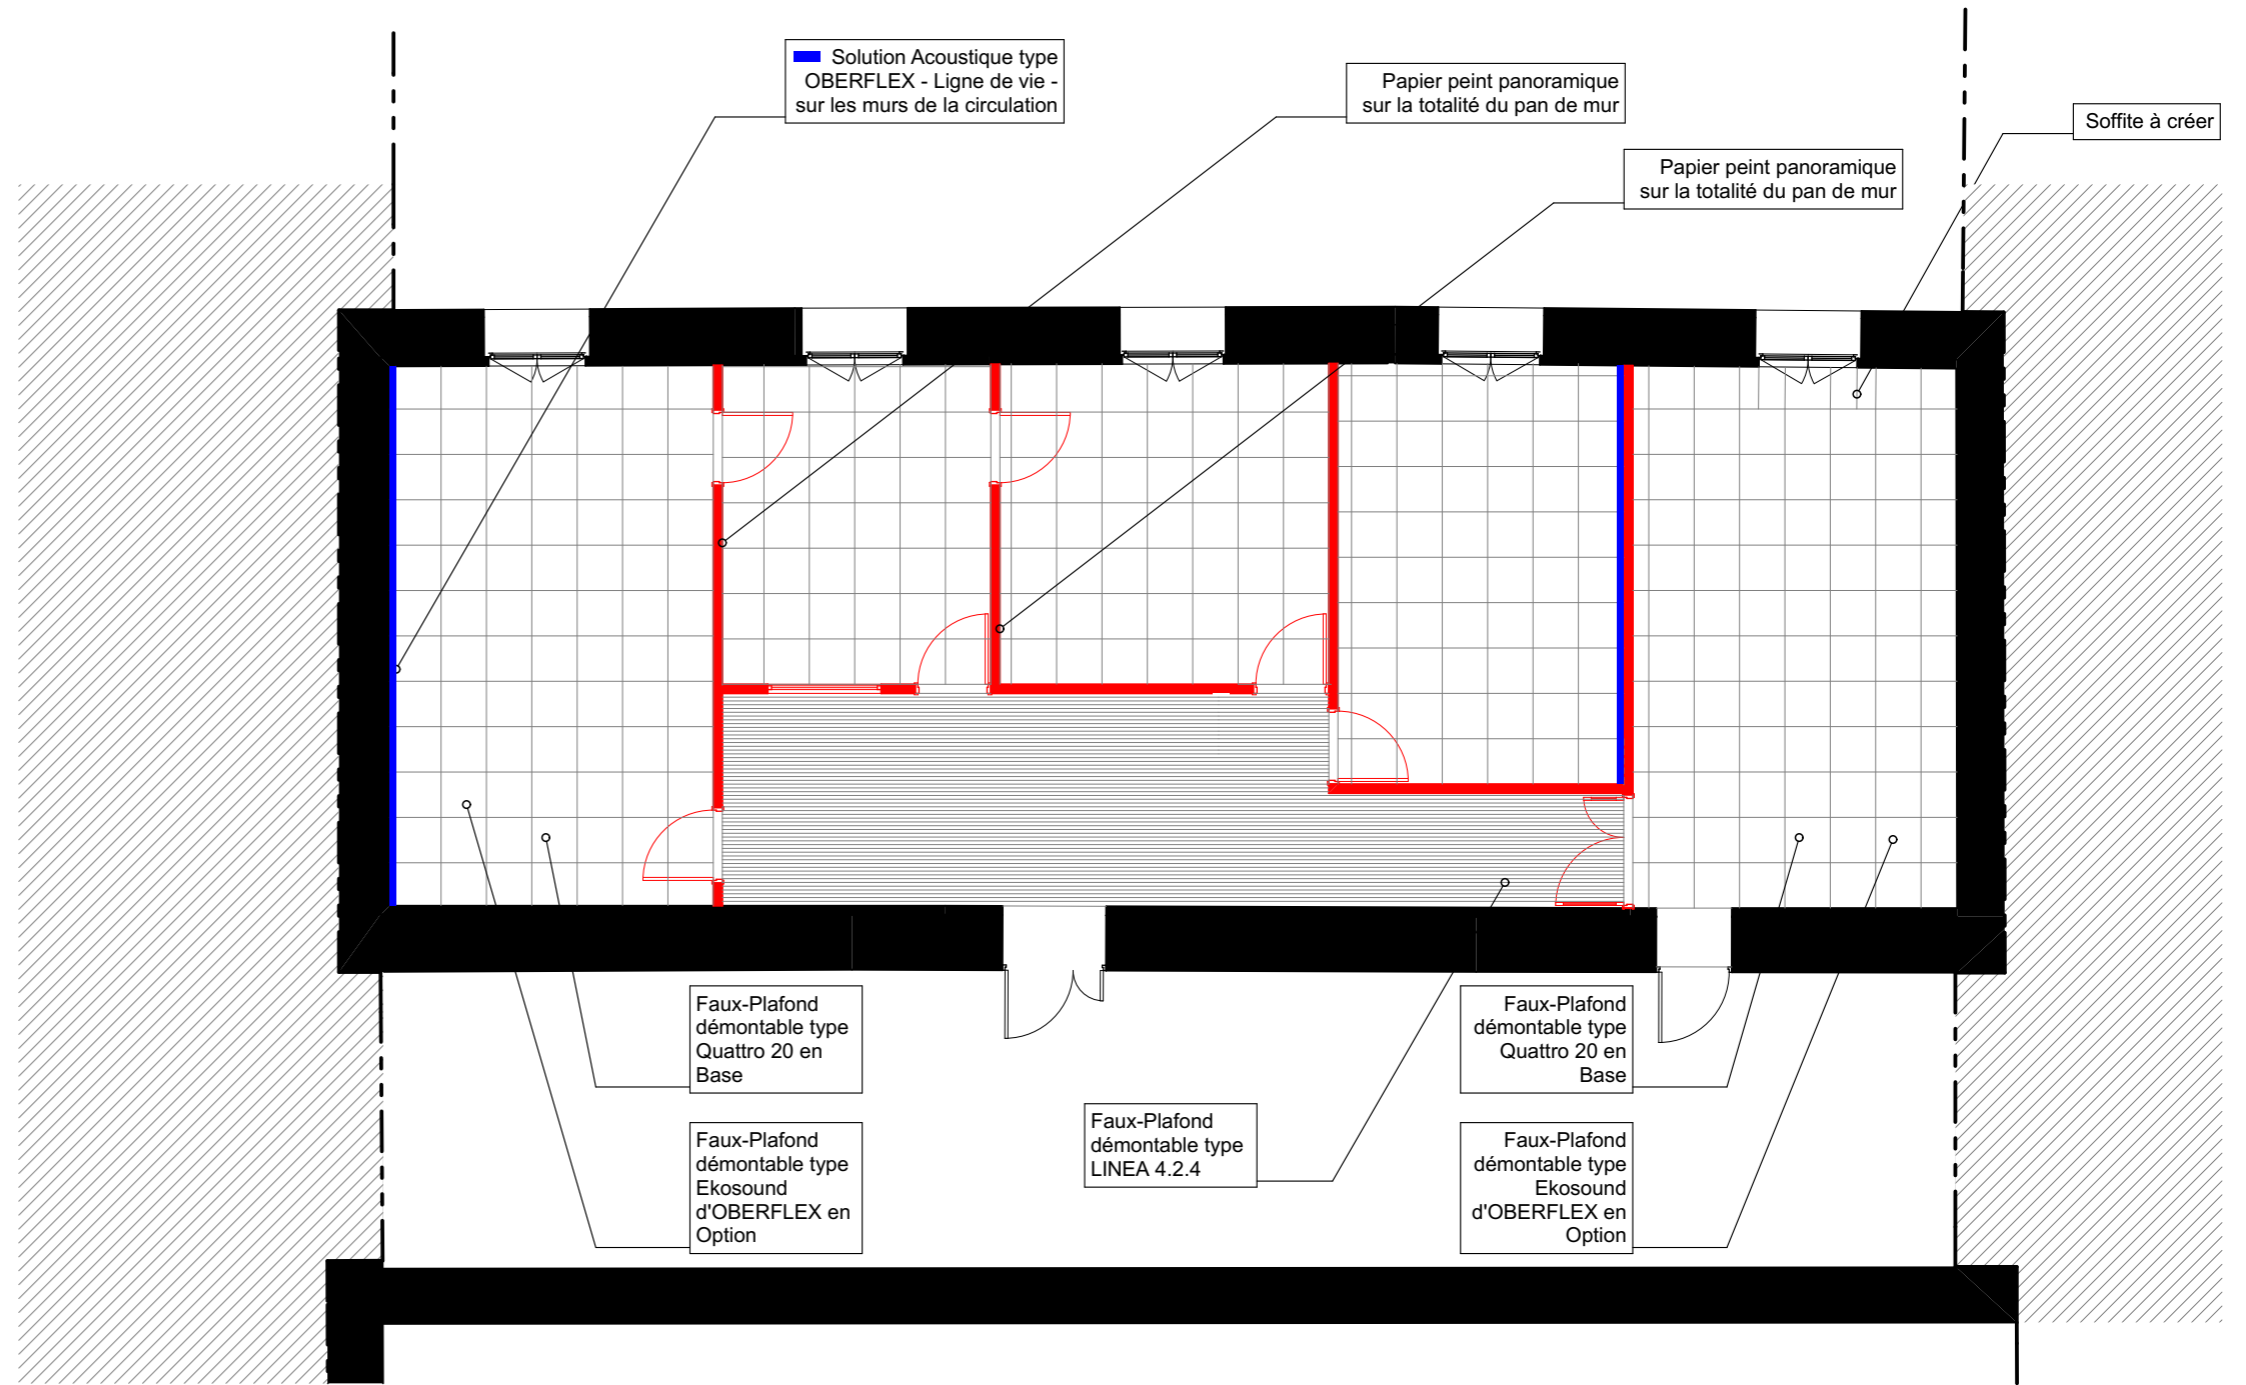 Solution Acoustique type
OBERFLEX - Ligne de vie -
sur les murs de la circulation
Papier peint panoramique
sur la totalité du pan de mur
Soffite à créer
Papier peint panoramique
sur la totalité du pan de mur
Faux-Plafond
démontable type
Quattro 20 en
Base
Faux-Plafond
démontable type
Quattro 20 en
Base
Faux-Plafond
démontable type
LINEA 4.2.4
Faux-Plafond
démontable type
Ekosound
d'OBERFLEX en
Option
Faux-Plafond
démontable type
Ekosound
d'OBERFLEX en
Option